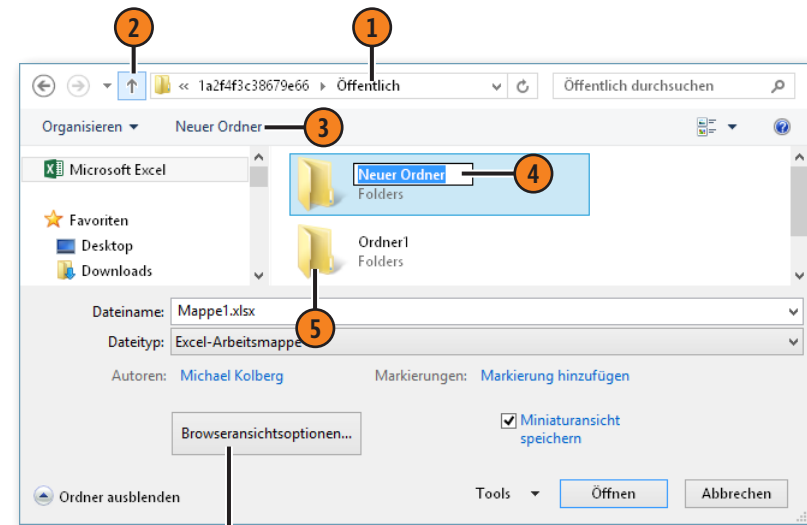 2 1
« 1a2f4f3c38679e66 ▸ Öffentlich Öffentlich durchsuchen
Organisieren Neuer Ordner 3
Microsoft Excel
Neuer Ordner 4
Folders
Favoriten
Desktop
Downloads
Ordner1
Folders
5
Dateiname: Mappe1.xlsx
Dateityp: Excel-Arbeitsmappe
Autoren: Michael Kolberg Markierungen: Markierung hinzufügen
Browseransichtsoptionen... Miniaturansicht
speichern
Ordner ausblenden Tools Öffnen Abbrechen